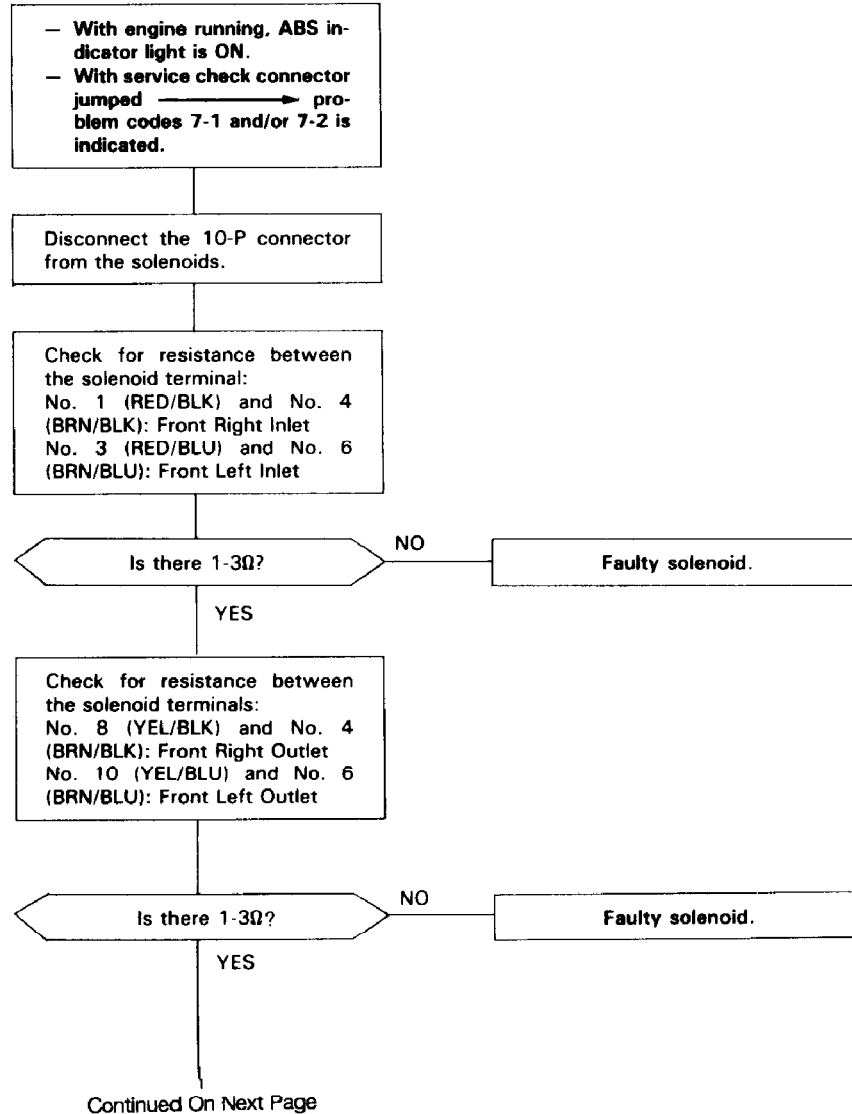 – With engine running, ABS in-
dicator light is ON.
– With service check connector
jumped ⟶ pro-
blem codes 7-1 and/or 7-2 is
indicated.
Disconnect the 10-P connector
from the solenoids.
Check for resistance between
the solenoid terminal:
No. 1 (RED/BLK) and No. 4
(BRN/BLK): Front Right Inlet
No. 3 (RED/BLU) and No. 6
(BRN/BLU): Front Left Inlet
Is there 1-3Ω?
NO
Faulty solenoid.
YES
Check for resistance between
the solenoid terminals:
No. 8 (YEL/BLK) and No. 4
(BRN/BLK): Front Right Outlet
No. 10 (YEL/BLU) and No. 6
(BRN/BLU): Front Left Outlet
Is there 1-3Ω?
NO
Faulty solenoid.
YES
Continued On Next Page